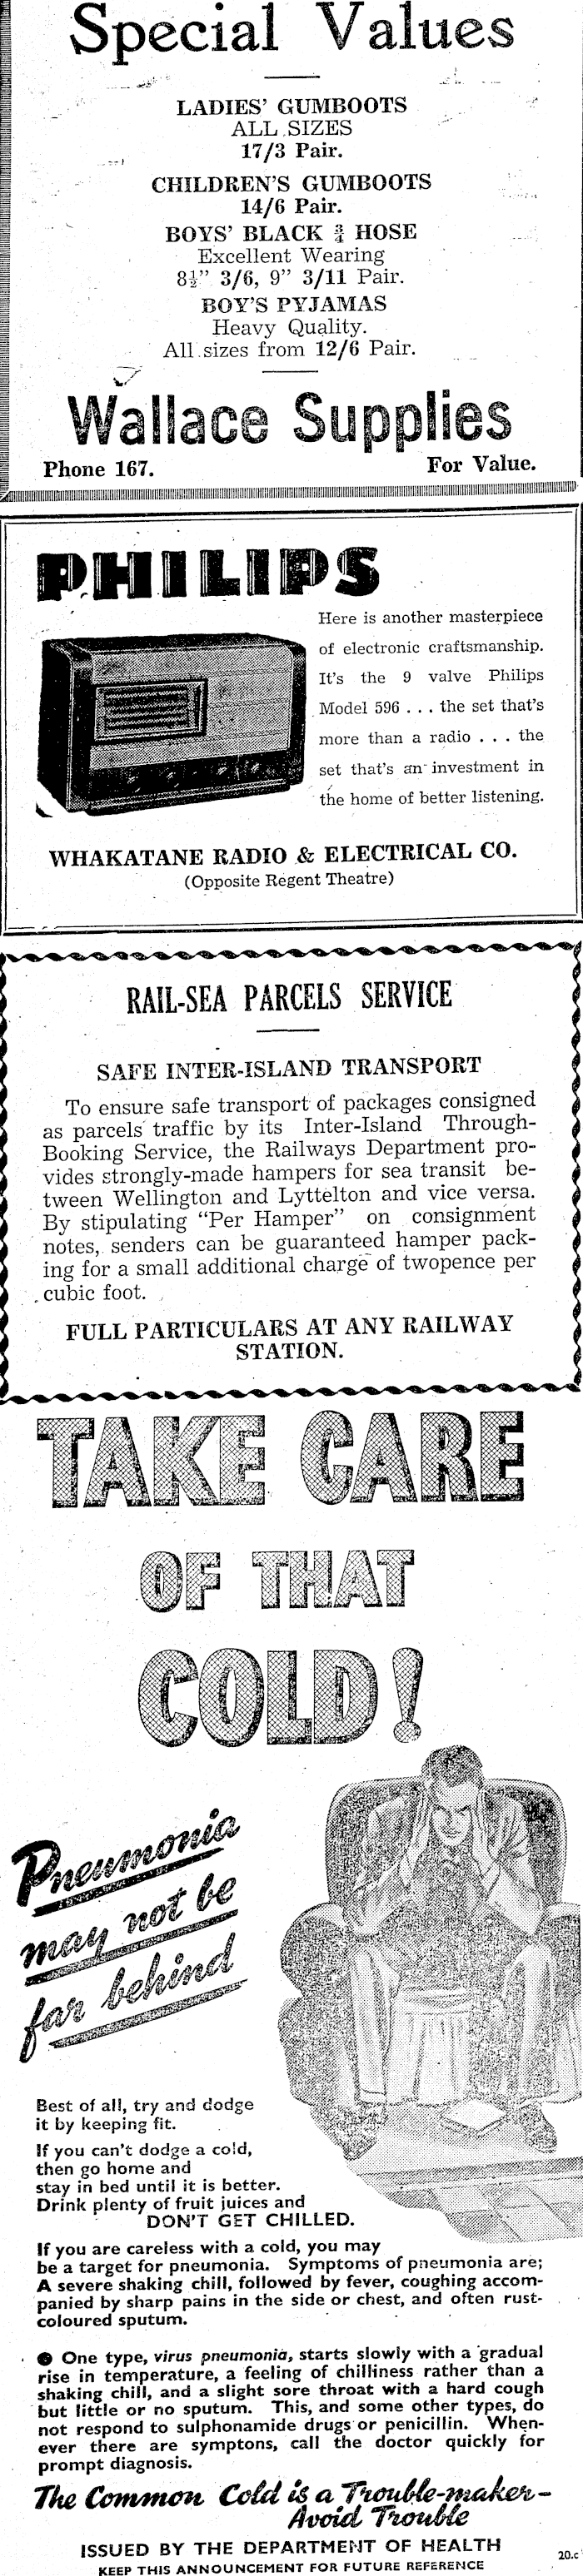 Special Values
LADIES' GUMBOOTS
ALL SIZES
17/3 Pair.
CHILDREN'S GUMBOOTS
14/6 Pair.
BOYS' BLACK ¾ HOSE
Excellent Wearing
8½” 3/6, 9” 3/11 Pair.
BOY'S PYJAMAS
Heavy Quality.
All sizes from 12/6 Pair.
Wallace Supplies
Phone 167. For Value.
PHILIPS
Here is another masterpiece
of electronic craftsmanship.
It's the 9 valve Philips
Model 596 . . . the set that's
more than a radio . . . the
set that's an investment in
the home of better listening.
WHAKATANE RADIO & ELECTRICAL CO.
(Opposite Regent Theatre)
RAIL-SEA PARCELS SERVICE
SAFE INTER-ISLAND TRANSPORT
To ensure safe transport of packages consigned
as parcels traffic by its Inter-Island Through-
Booking Service, the Railways Department pro-
vides strongly-made hampers for sea transit be-
tween Wellington and Lyttelton and vice versa.
By stipulating “Per Hamper” on consignment
notes, senders can be guaranteed hamper pack-
ing for a small additional charge of twopence per
cubic foot.
FULL PARTICULARS AT ANY RAILWAY
STATION.
TAKE CARE
OF THAT
COLD!
Pneumonia
may not be
far behind
Best of all, try and dodge
it by keeping fit.
If you can't dodge a cold,
then go home and
stay in bed until it is better.
Drink plenty of fruit juices and
DON'T GET CHILLED.
If you are careless with a cold, you may
be a target for pneumonia. Symptoms of pneumonia are;
A severe shaking chill, followed by fever, coughing accom-
panied by sharp pains in the side or chest, and often rust-
coloured sputum.
● One type, virus pneumonia, starts slowly with a gradual
rise in temperature, a feeling of chilliness rather than a
shaking chill, and a slight sore throat with a hard cough
but little or no sputum. This, and some other types, do
not respond to sulphonamide drugs or penicillin. When-
ever there are symptons, call the doctor quickly for
prompt diagnosis.
The Common Cold is a Trouble-maker-
Avoid Trouble
ISSUED BY THE DEPARTMENT OF HEALTH
KEEP THIS ANNOUNCEMENT FOR FUTURE REFERENCE
20.c